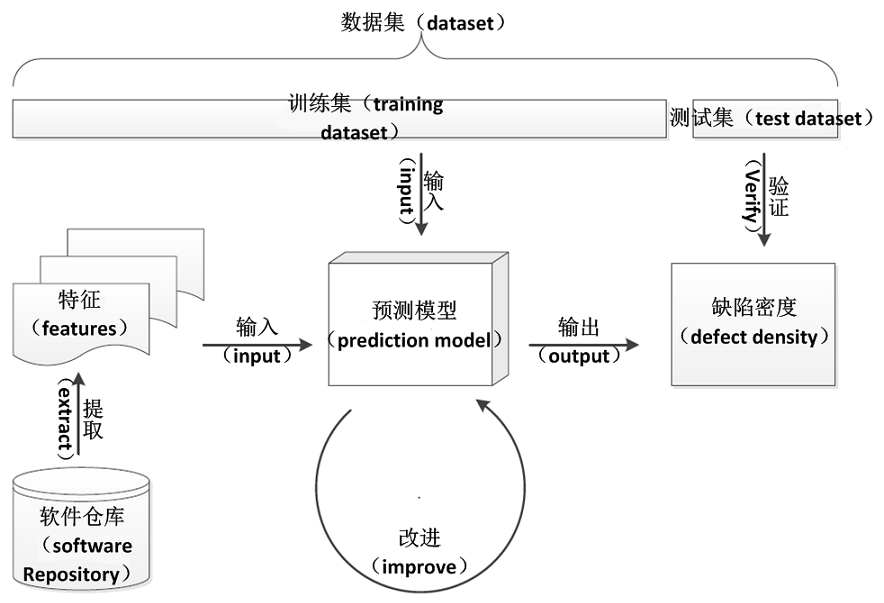 数据集（dataset）
训练集（training
dataset）
测试集（test dataset）
输入
（input）
验证
（Verify）
特征
（features）
输入
（input）
预测模型
（prediction model）
输出
（output）
缺陷密度
（defect density）
提取
（extract）
软件仓库
（software
Repository）
改进
（improve）